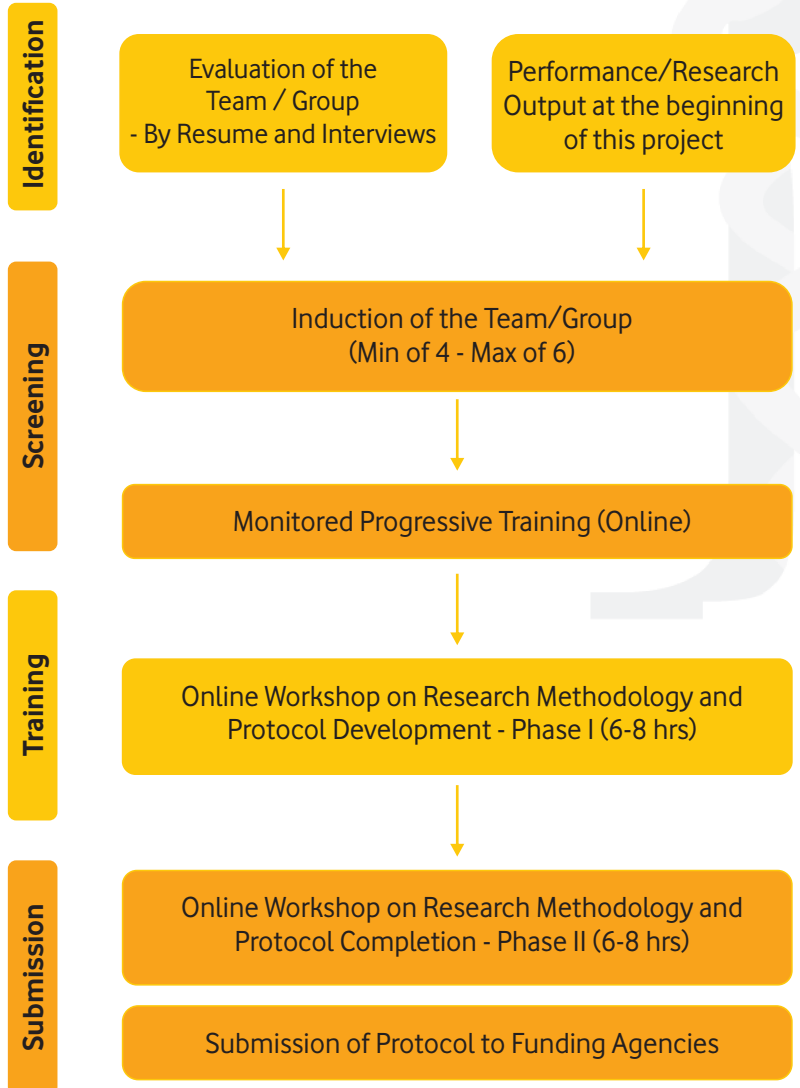 Identification
Evaluation of the
Team / Group
- By Resume and Interviews
Performance/Research
Output at the beginning
of this project
Screening
Induction of the Team/Group
(Min of 4 - Max of 6)
Monitored Progressive Training (Online)
Training
Online Workshop on Research Methodology and
Protocol Development - Phase I (6-8 hrs)
Submission
Online Workshop on Research Methodology and
Protocol Completion - Phase II (6-8 hrs)
Submission of Protocol to Funding Agencies